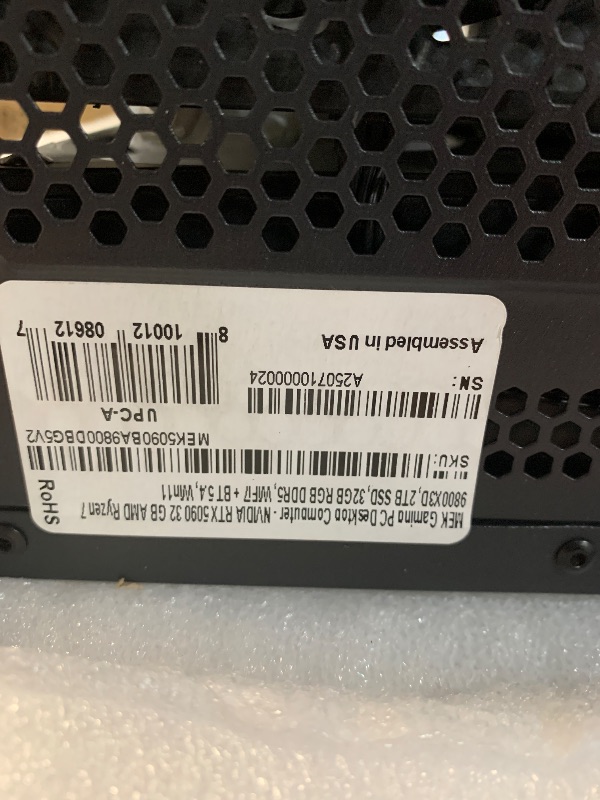 MEK Gaming PC Desktop Computer - NVIDIA RTX 5090 32 GB AMD Ryzen 7
9800X3D, 2TB SSD, 32GB RGB DDR5, WiFi7 + BT 5.4, Win11
RoHS
SKU:
MEK5090BA9800DBG5V2
SN:
A250710000024
UPC-A
8 10012 08612 7
Assembled in USA